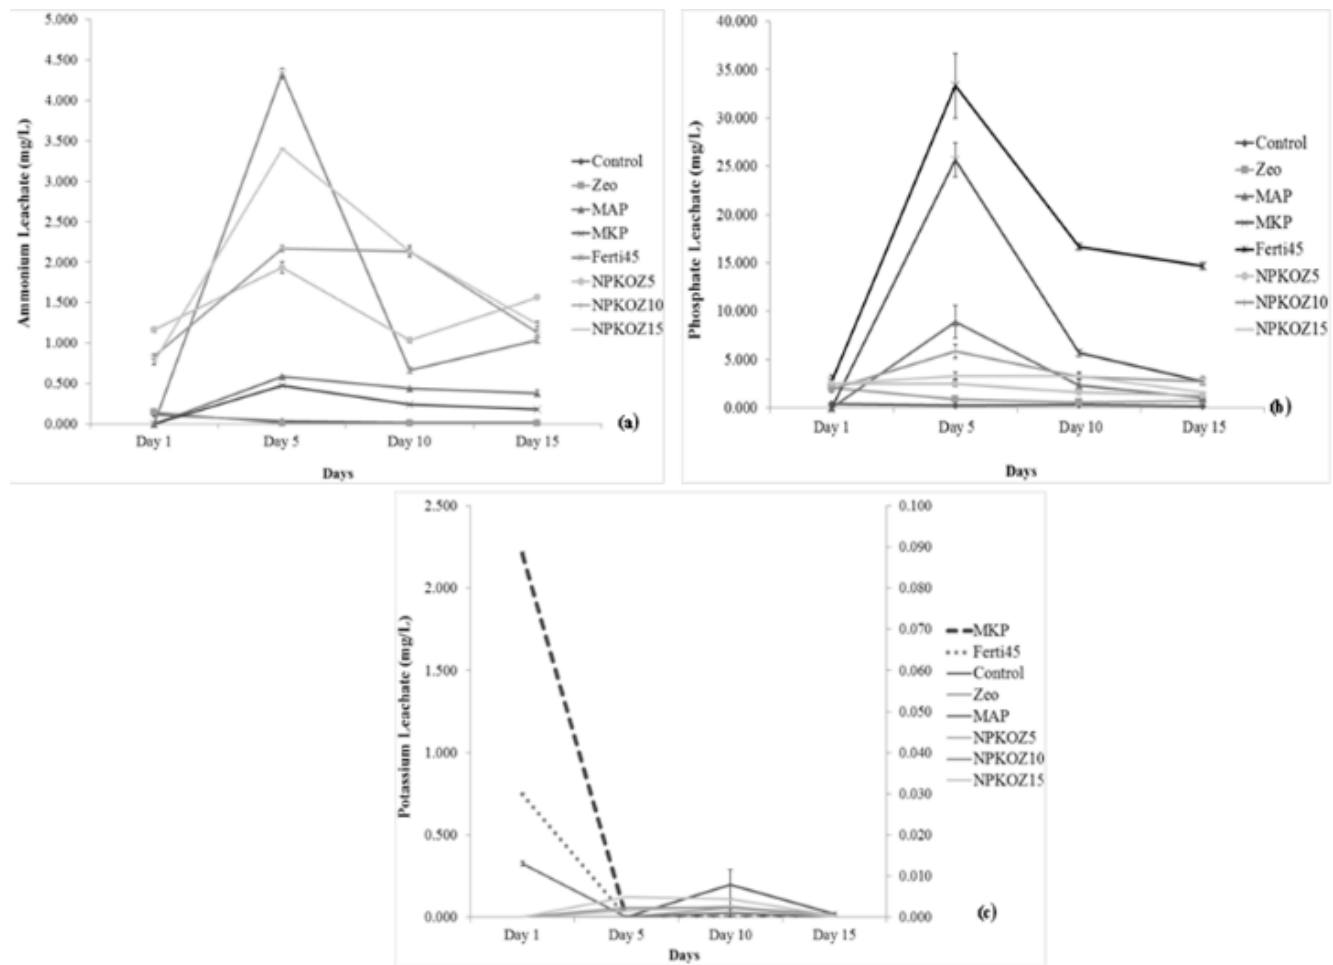 5.000
4.500
4.000
3.500
3.000
2.500
2.000
1.500
1.000
0.500
0.000
Ammonium Leachate (mg/L)
Day 1 Day 5 Day 10 Day 15
Days
Control
Zeo
MAP
MKP
Ferti45
NPKOZ5
NPKOZ10
NPKOZ15
(a)
40.000
35.000
30.000
25.000
20.000
15.000
10.000
5.000
0.000
Phosphate Leachate (mg/L)
Day 1 Day 5 Day 10 Day 15
Days
Control
Zeo
MAP
MKP
Ferti45
NPKOZ5
NPKOZ10
NPKOZ15
(b)
2.500
2.000
1.500
1.000
0.500
0.000
Potassium Leachate (mg/L)
Day 1 Day 5 Day 10 Day 15
Days
0.100
0.090
0.080
0.070
0.060
0.050
0.040
0.030
0.020
0.010
0.000
MKP
Ferti45
Control
Zeo
MAP
NPKOZ5
NPKOZ10
NPKOZ15
(c)